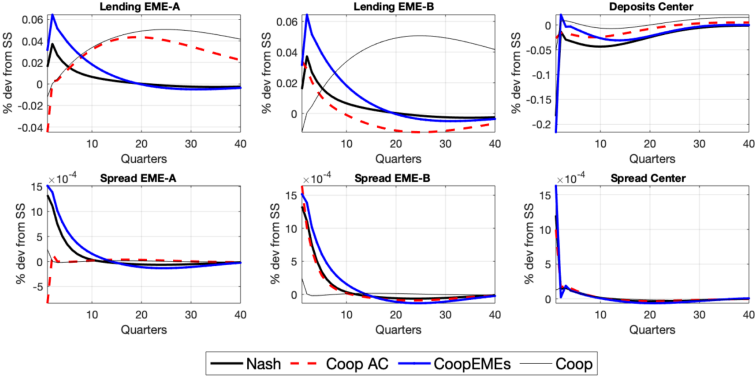 Lending EME-A
% dev from SS
0.06
0.04
0.02
0
-0.02
-0.04
10
20
30
40
Quarters
Lending EME-B
% dev from SS
0.06
0.04
0.02
0
10
20
30
40
Quarters
Deposits Center
% dev from SS
0
-0.05
-0.1
-0.15
-0.2
10
20
30
40
Quarters
Spread EME-A
×10⁻⁴
% dev from SS
15
10
5
0
-5
10
20
30
40
Quarters
Spread EME-B
×10⁻⁴
% dev from SS
15
10
5
0
10
20
30
40
Quarters
Spread Center
×10⁻⁴
% dev from SS
15
10
5
0
10
20
30
40
Quarters
Nash
Coop AC
CoopEMEs
Coop